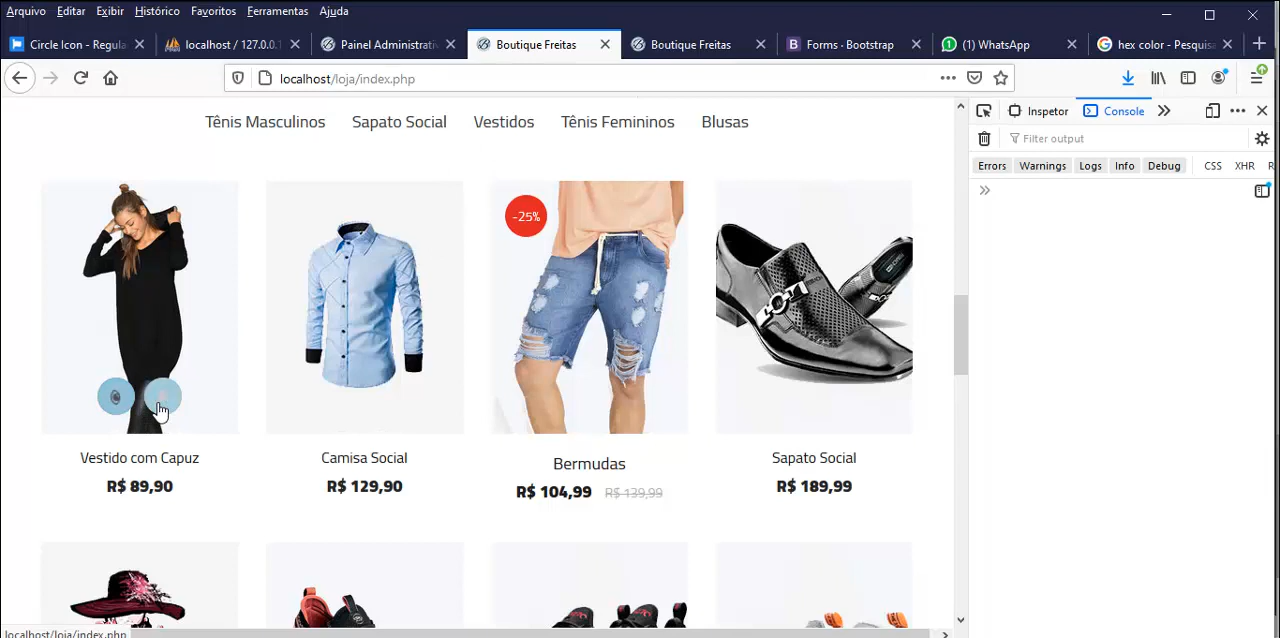 Arquivo Editar Exibir Histórico Favoritos Ferramentas Ajuda
Circle Icon - Regula
localhost / 127.0.0.1
Painel Administrativ
Boutique Freitas
Boutique Freitas
Forms · Bootstrap
(1) WhatsApp
hex color - Pesquisa
localhost/loja/index.php
Inspetor Console
Filter output
Errors Warnings Logs Info Debug CSS XHR R
Tênis Masculinos Sapato Social Vestidos Tênis Femininos Blusas
-25%
Vestido com Capuz
R$ 89,90
Camisa Social
R$ 129,90
Bermudas
R$ 104,99 R$ 139,99
Sapato Social
R$ 189,99
localhost/loja/index.php